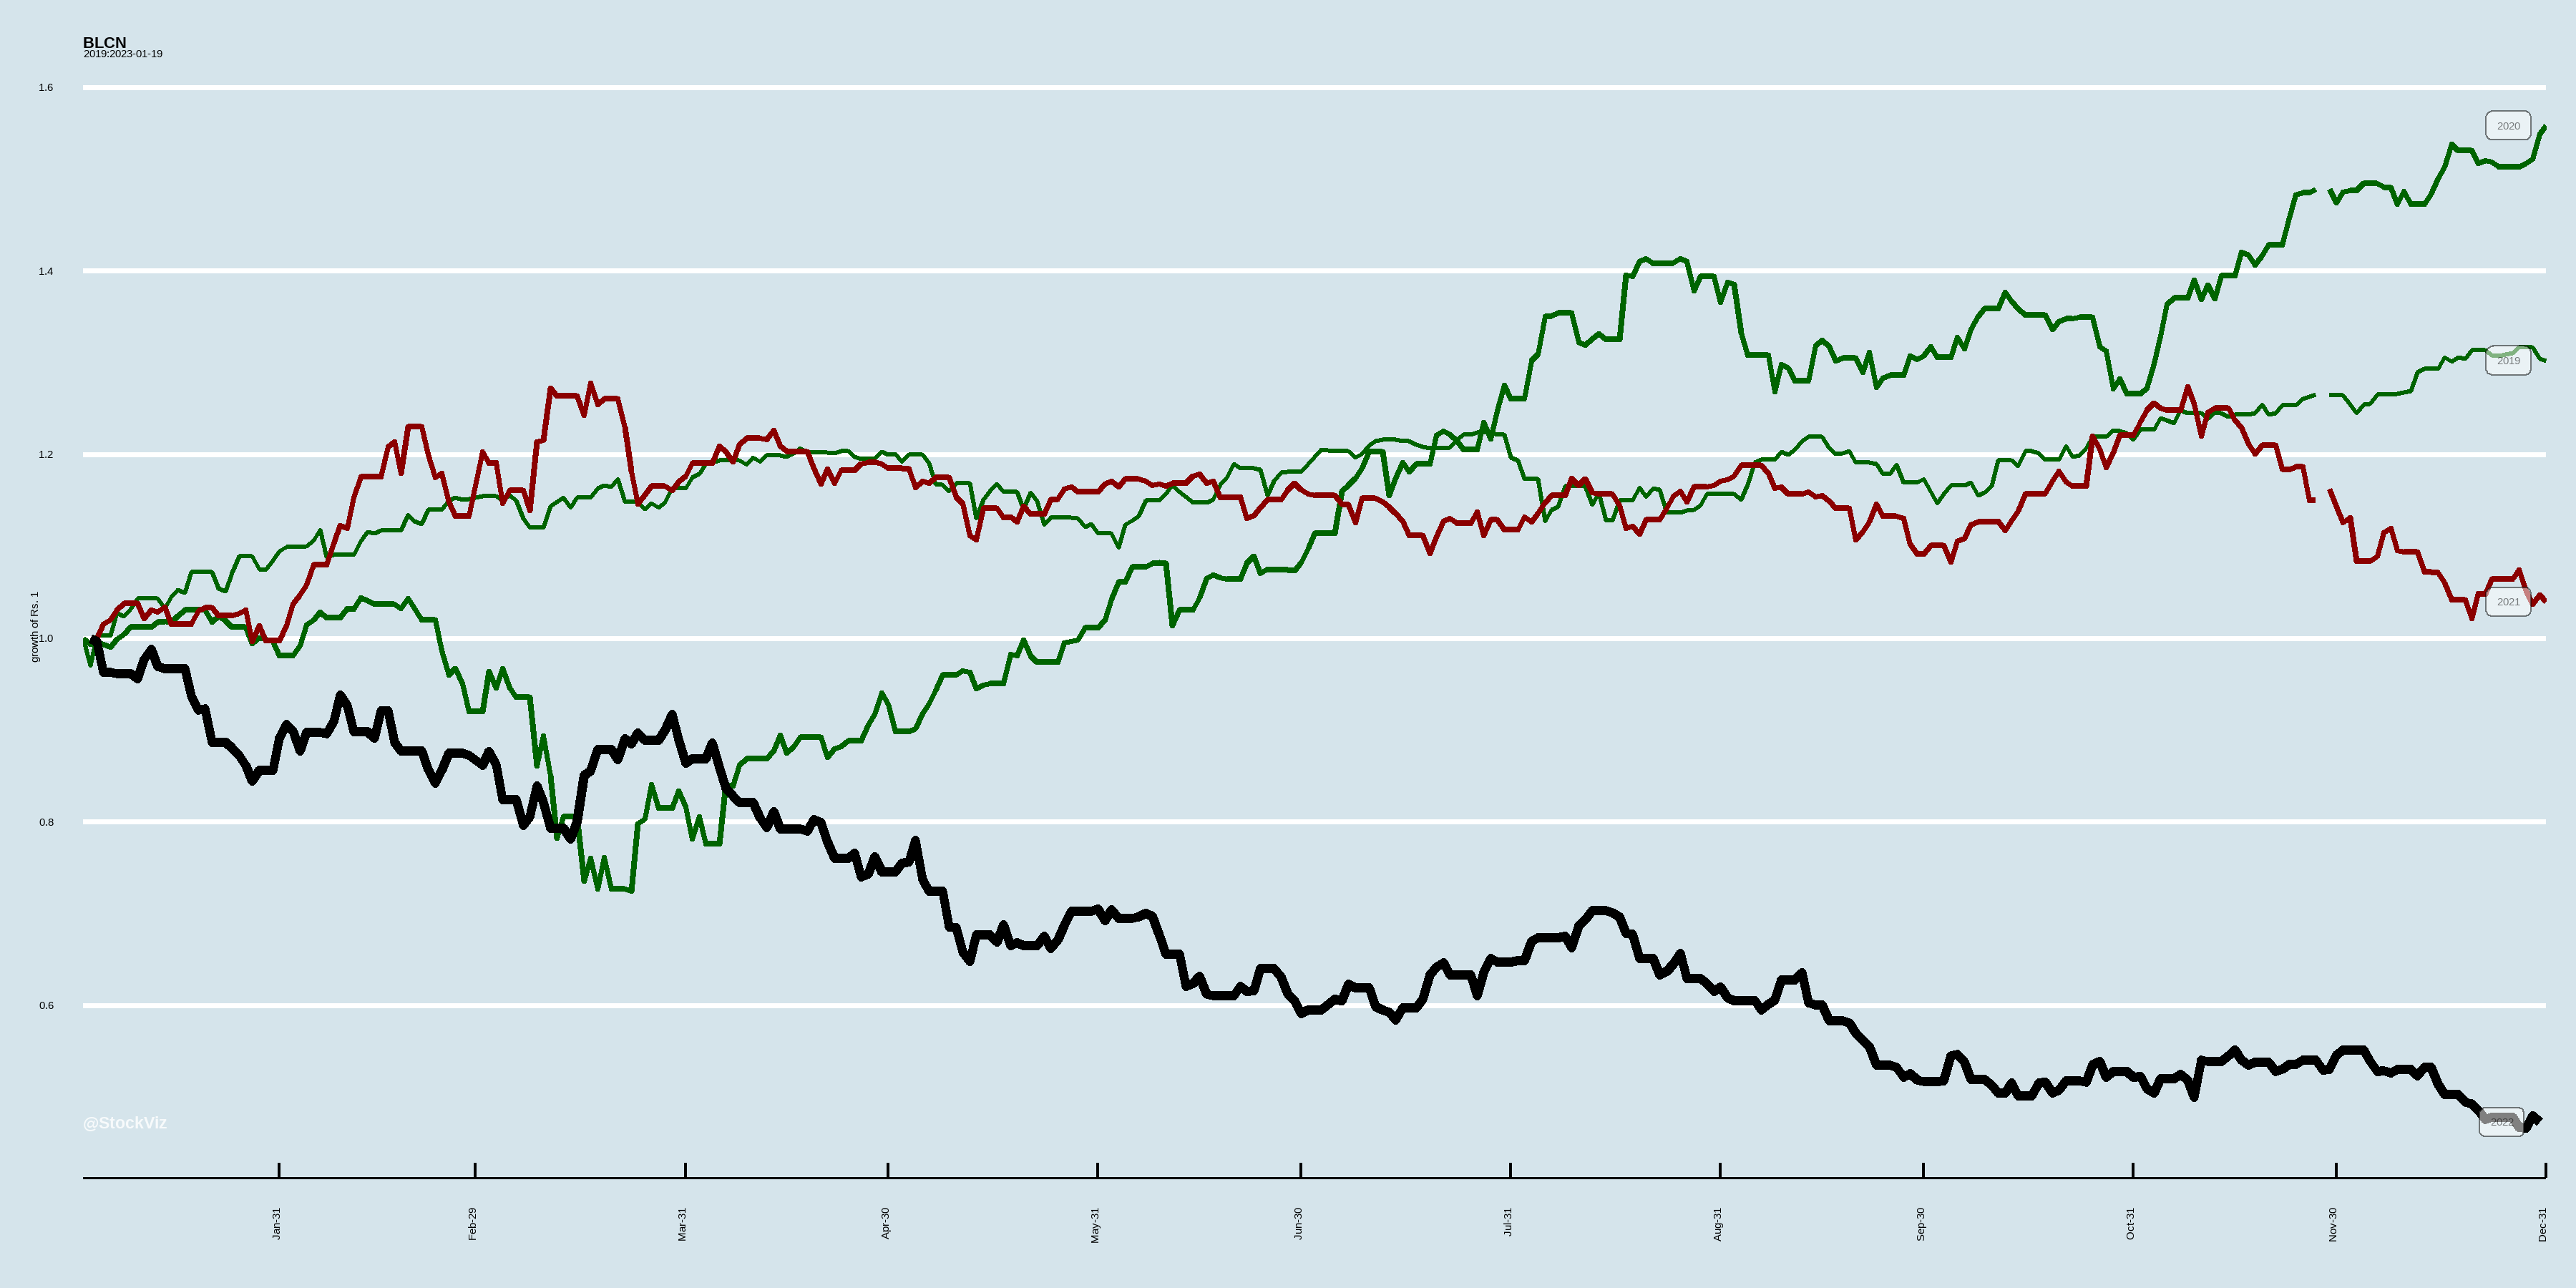 BLCN
2019:2023-01-19
1.6
2020
1.4
2019
1.2
growth of Rs. 1
1.0
2021
0.8
0.6
@StockViz
2022
Jan-31
Feb-29
Mar-31
Apr-30
May-31
Jun-30
Jul-31
Aug-31
Sep-30
Oct-31
Nov-30
Dec-31